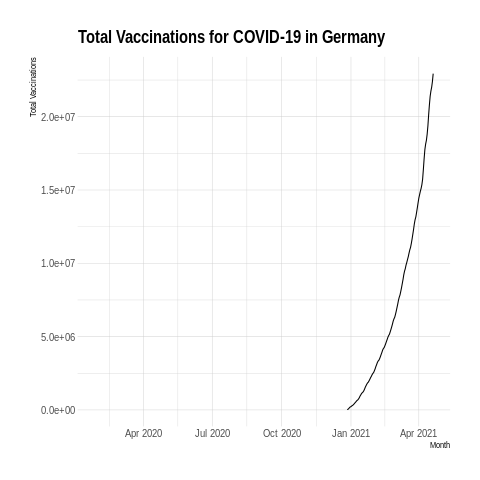 Total Vaccinations for COVID-19 in Germany
Total Vaccinations
2.0e+07
1.5e+07
1.0e+07
5.0e+06
0.0e+00
Apr 2020 Jul 2020 Oct 2020 Jan 2021 Apr 2021
Month